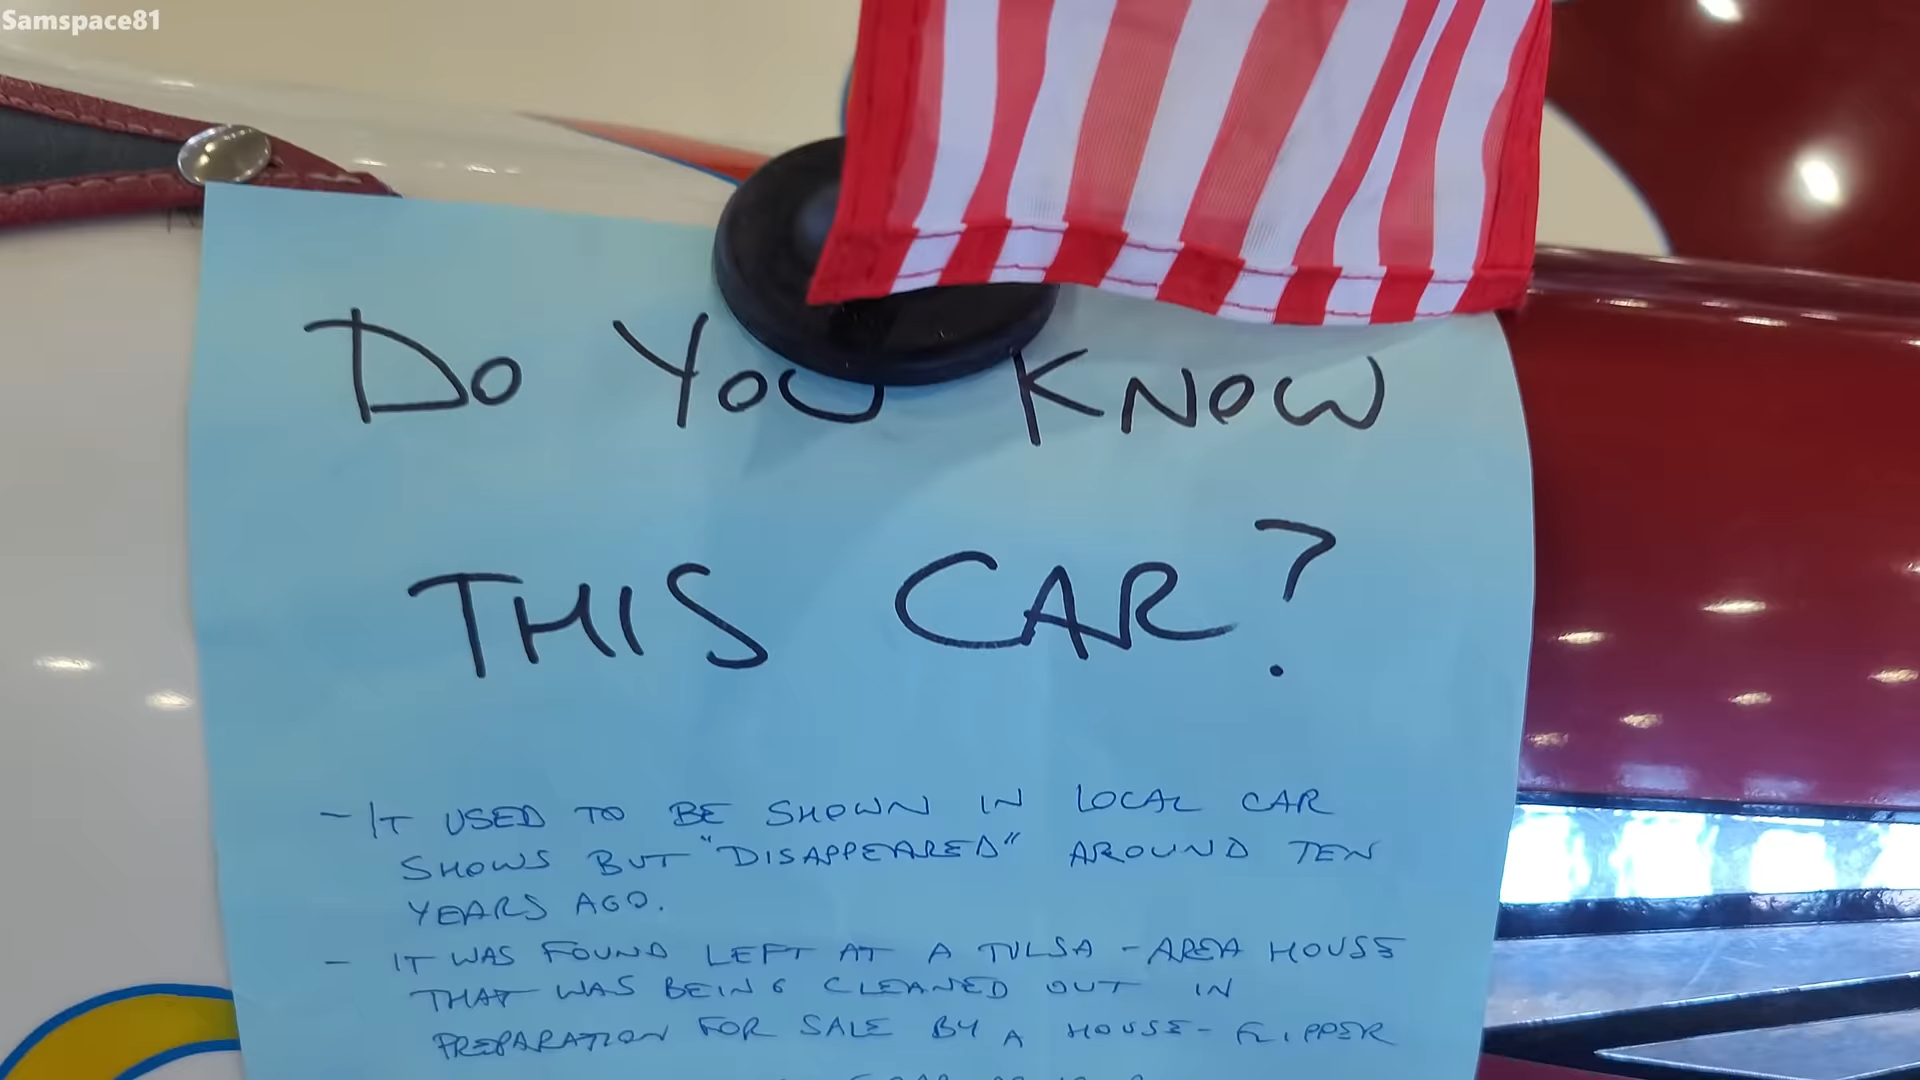 Samspace81
DO YOU KNOW
THIS CAR?
- IT USED TO BE SHOWN IN LOCAL CAR
SHOWS BUT "DISAPPEARED" AROUND TEN
YEARS AGO.
- IT WAS FOUND LEFT AT A TULSA-AREA HOUSE
THAT WAS BEING CLEANED OUT IN
PREPARATION FOR SALE BY A HOUSE-FLIPPER